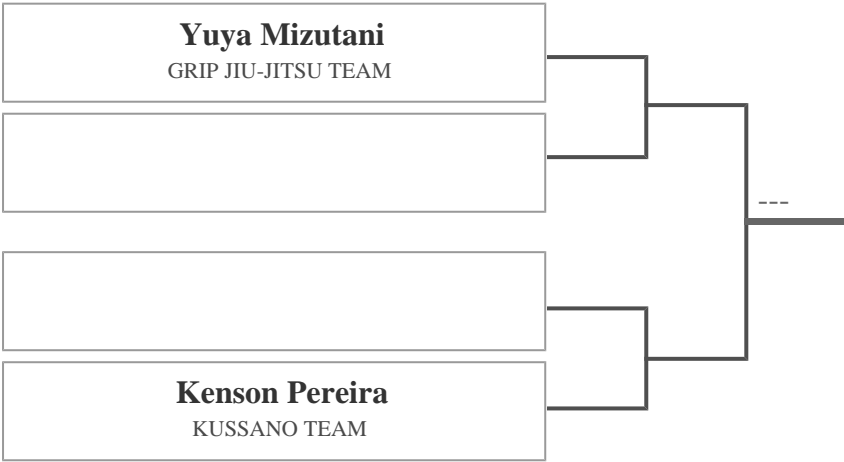 Yuya Mizutani
GRIP JIU-JITSU TEAM
---
Kenson Pereira
KUSSANO TEAM